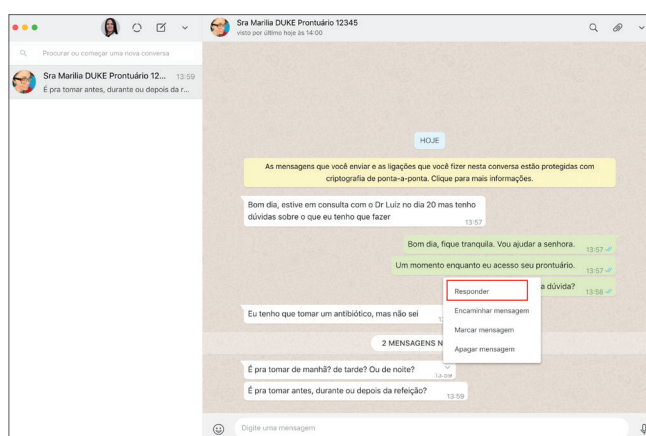 Sra Marilia DUKE Prontuário 12345
visto por último hoje às 14:00
Procurar ou começar uma nova conversa
Sra Marilia DUKE Prontuário 12... 13:59
É pra tomar antes, durante ou depois da r...
HOJE
As mensagens que você enviar e as ligações que você fizer nesta conversa estão protegidas com
criptografia de ponta-a-ponta. Clique para mais informações.
Bom dia, estive em consulta com o Dr Luiz no dia 20 mas tenho
dúvidas sobre o que eu tenho que fazer 13:57
Bom dia, fique tranquila. Vou ajudar a senhora. 13:57
Um momento enquanto eu acesso seu prontuário. 13:57
a dúvida? 13:58
Responder
Encaminhar mensagem
Marcar mensagem
Apagar mensagem
Eu tenho que tomar um antibiótico, mas não sei
2 MENSAGENS N
É pra tomar de manhã? de tarde? Ou de noite? 13:59
É pra tomar antes, durante ou depois da refeição? 13:59
Digite uma mensagem